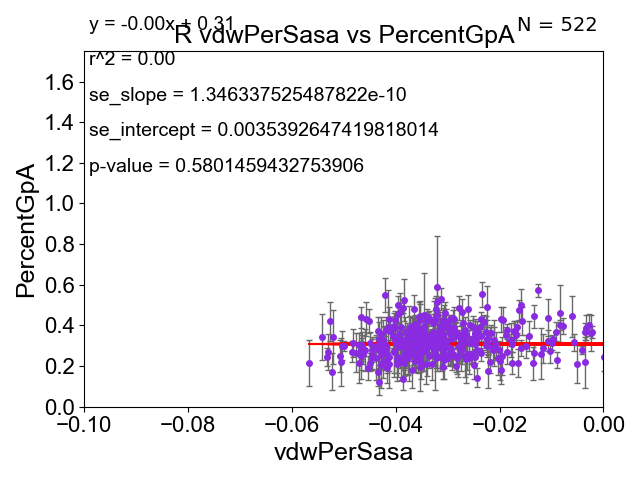 y = -0.00x + 0.31
R vdwPerSasa vs PercentGpA
N = 522
r^2 = 0.00
se_slope = 1.346337525487822e-10
se_intercept = 0.0035392647419818014
p-value = 0.5801459432753906
PercentGpA
1.6
1.4
1.2
1.0
0.8
0.6
0.4
0.2
0.0
−0.10 −0.08 −0.06 −0.04 −0.02 0.00
vdwPerSasa